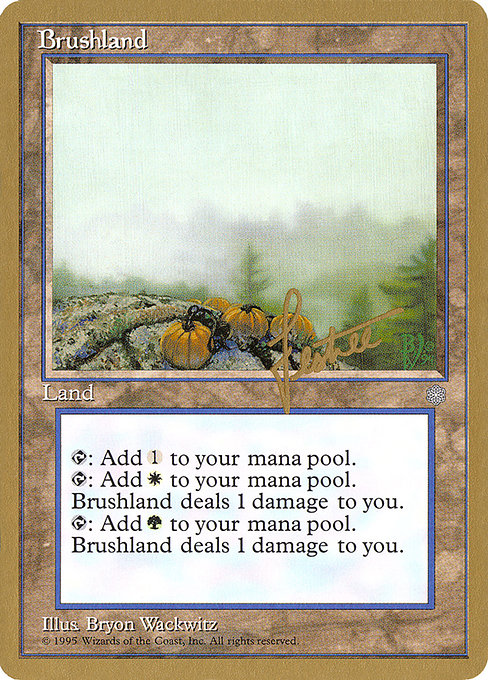 Brushland
Land
: Add 1 to your mana pool.
: Add to your mana pool.
Brushland deals 1 damage to you.
: Add to your mana pool.
Brushland deals 1 damage to you.
Illus. Bryon Wackwitz
© 1995 Wizards of the Coast, Inc. All rights reserved.